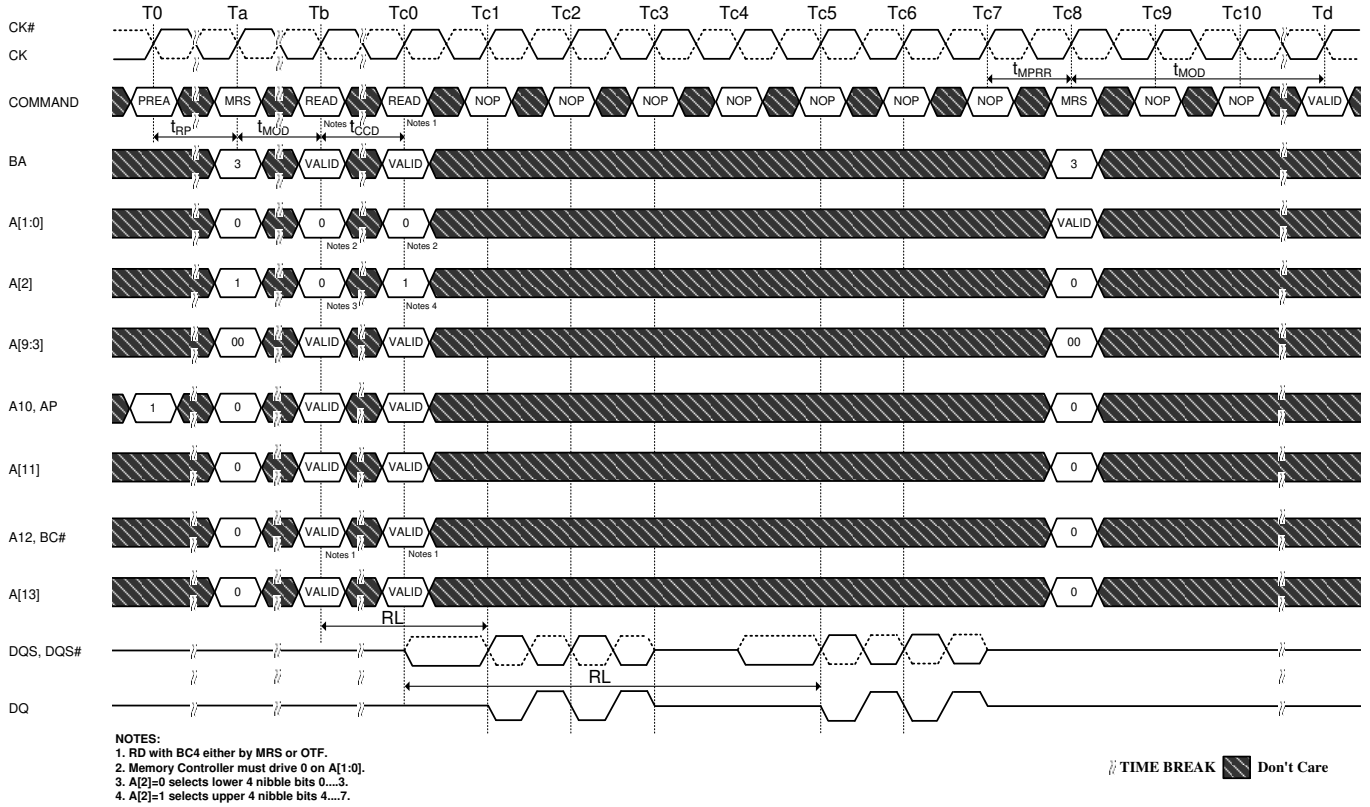 T0 Ta Tb Tc0 Tc1 Tc2 Tc3 Tc4 Tc5 Tc6 Tc7 Tc8 Tc9 Tc10 Td
CK#
CK
tMPRR tMOD
COMMAND PREA MRS READ READ NOP NOP NOP NOP NOP NOP NOP MRS NOP NOP VALID
Notes 1 Notes 1
tRP tMOD tCCD
BA 3 VALID VALID 3
A[1:0] 0 0 0 VALID
Notes 2 Notes 2
A[2] 1 0 1 0
Notes 3 Notes 4
A[9:3] 00 VALID VALID 00
A10, AP 1 0 VALID VALID 0
A[11] 0 VALID VALID 0
A12, BC# 0 VALID VALID 0
Notes 1 Notes 1
A[13] 0 VALID VALID 0
RL
DQS, DQS#
RL
DQ
NOTES:
1. RD with BC4 either by MRS or OTF.
2. Memory Controller must drive 0 on A[1:0].
3. A[2]=0 selects lower 4 nibble bits 0....3.
4. A[2]=1 selects upper 4 nibble bits 4....7.
TIME BREAK Don't Care